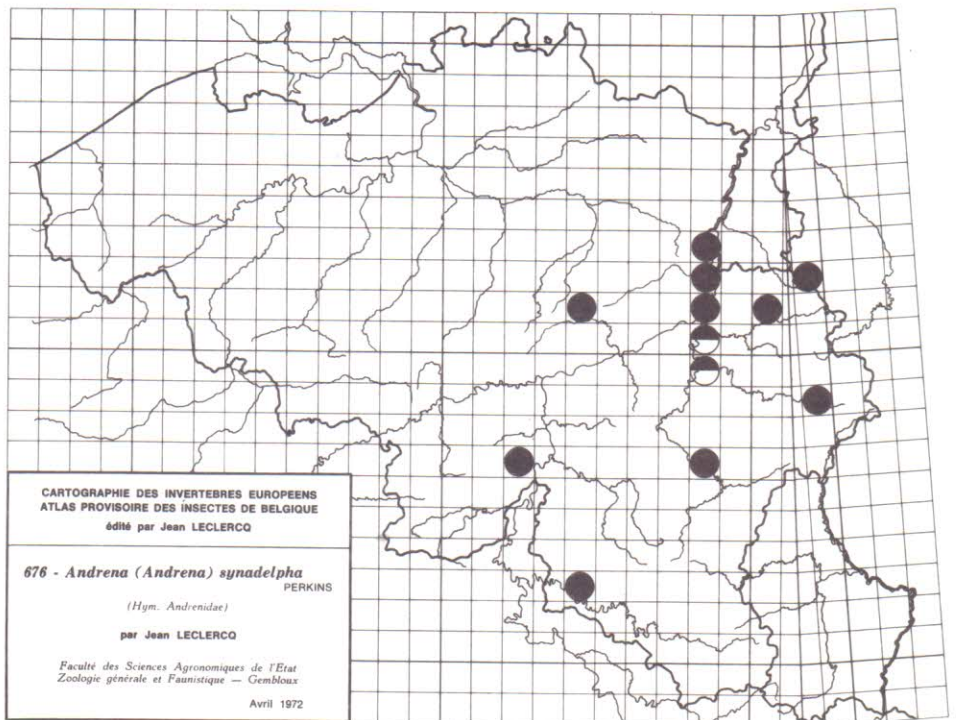 CARTOGRAPHIE DES INVERTEBRES EUROPEENS
ATLAS PROVISOIRE DES INSECTES DE BELGIQUE
édité par Jean LECLERCQ
676 - Andrena (Andrena) synadelpha
PERKINS
(Hym. Andrenidae)
par Jean LECLERCQ
Faculté des Sciences Agronomiques de l'Etat
Zoologie générale et Faunistique — Gembloux
Avril 1972